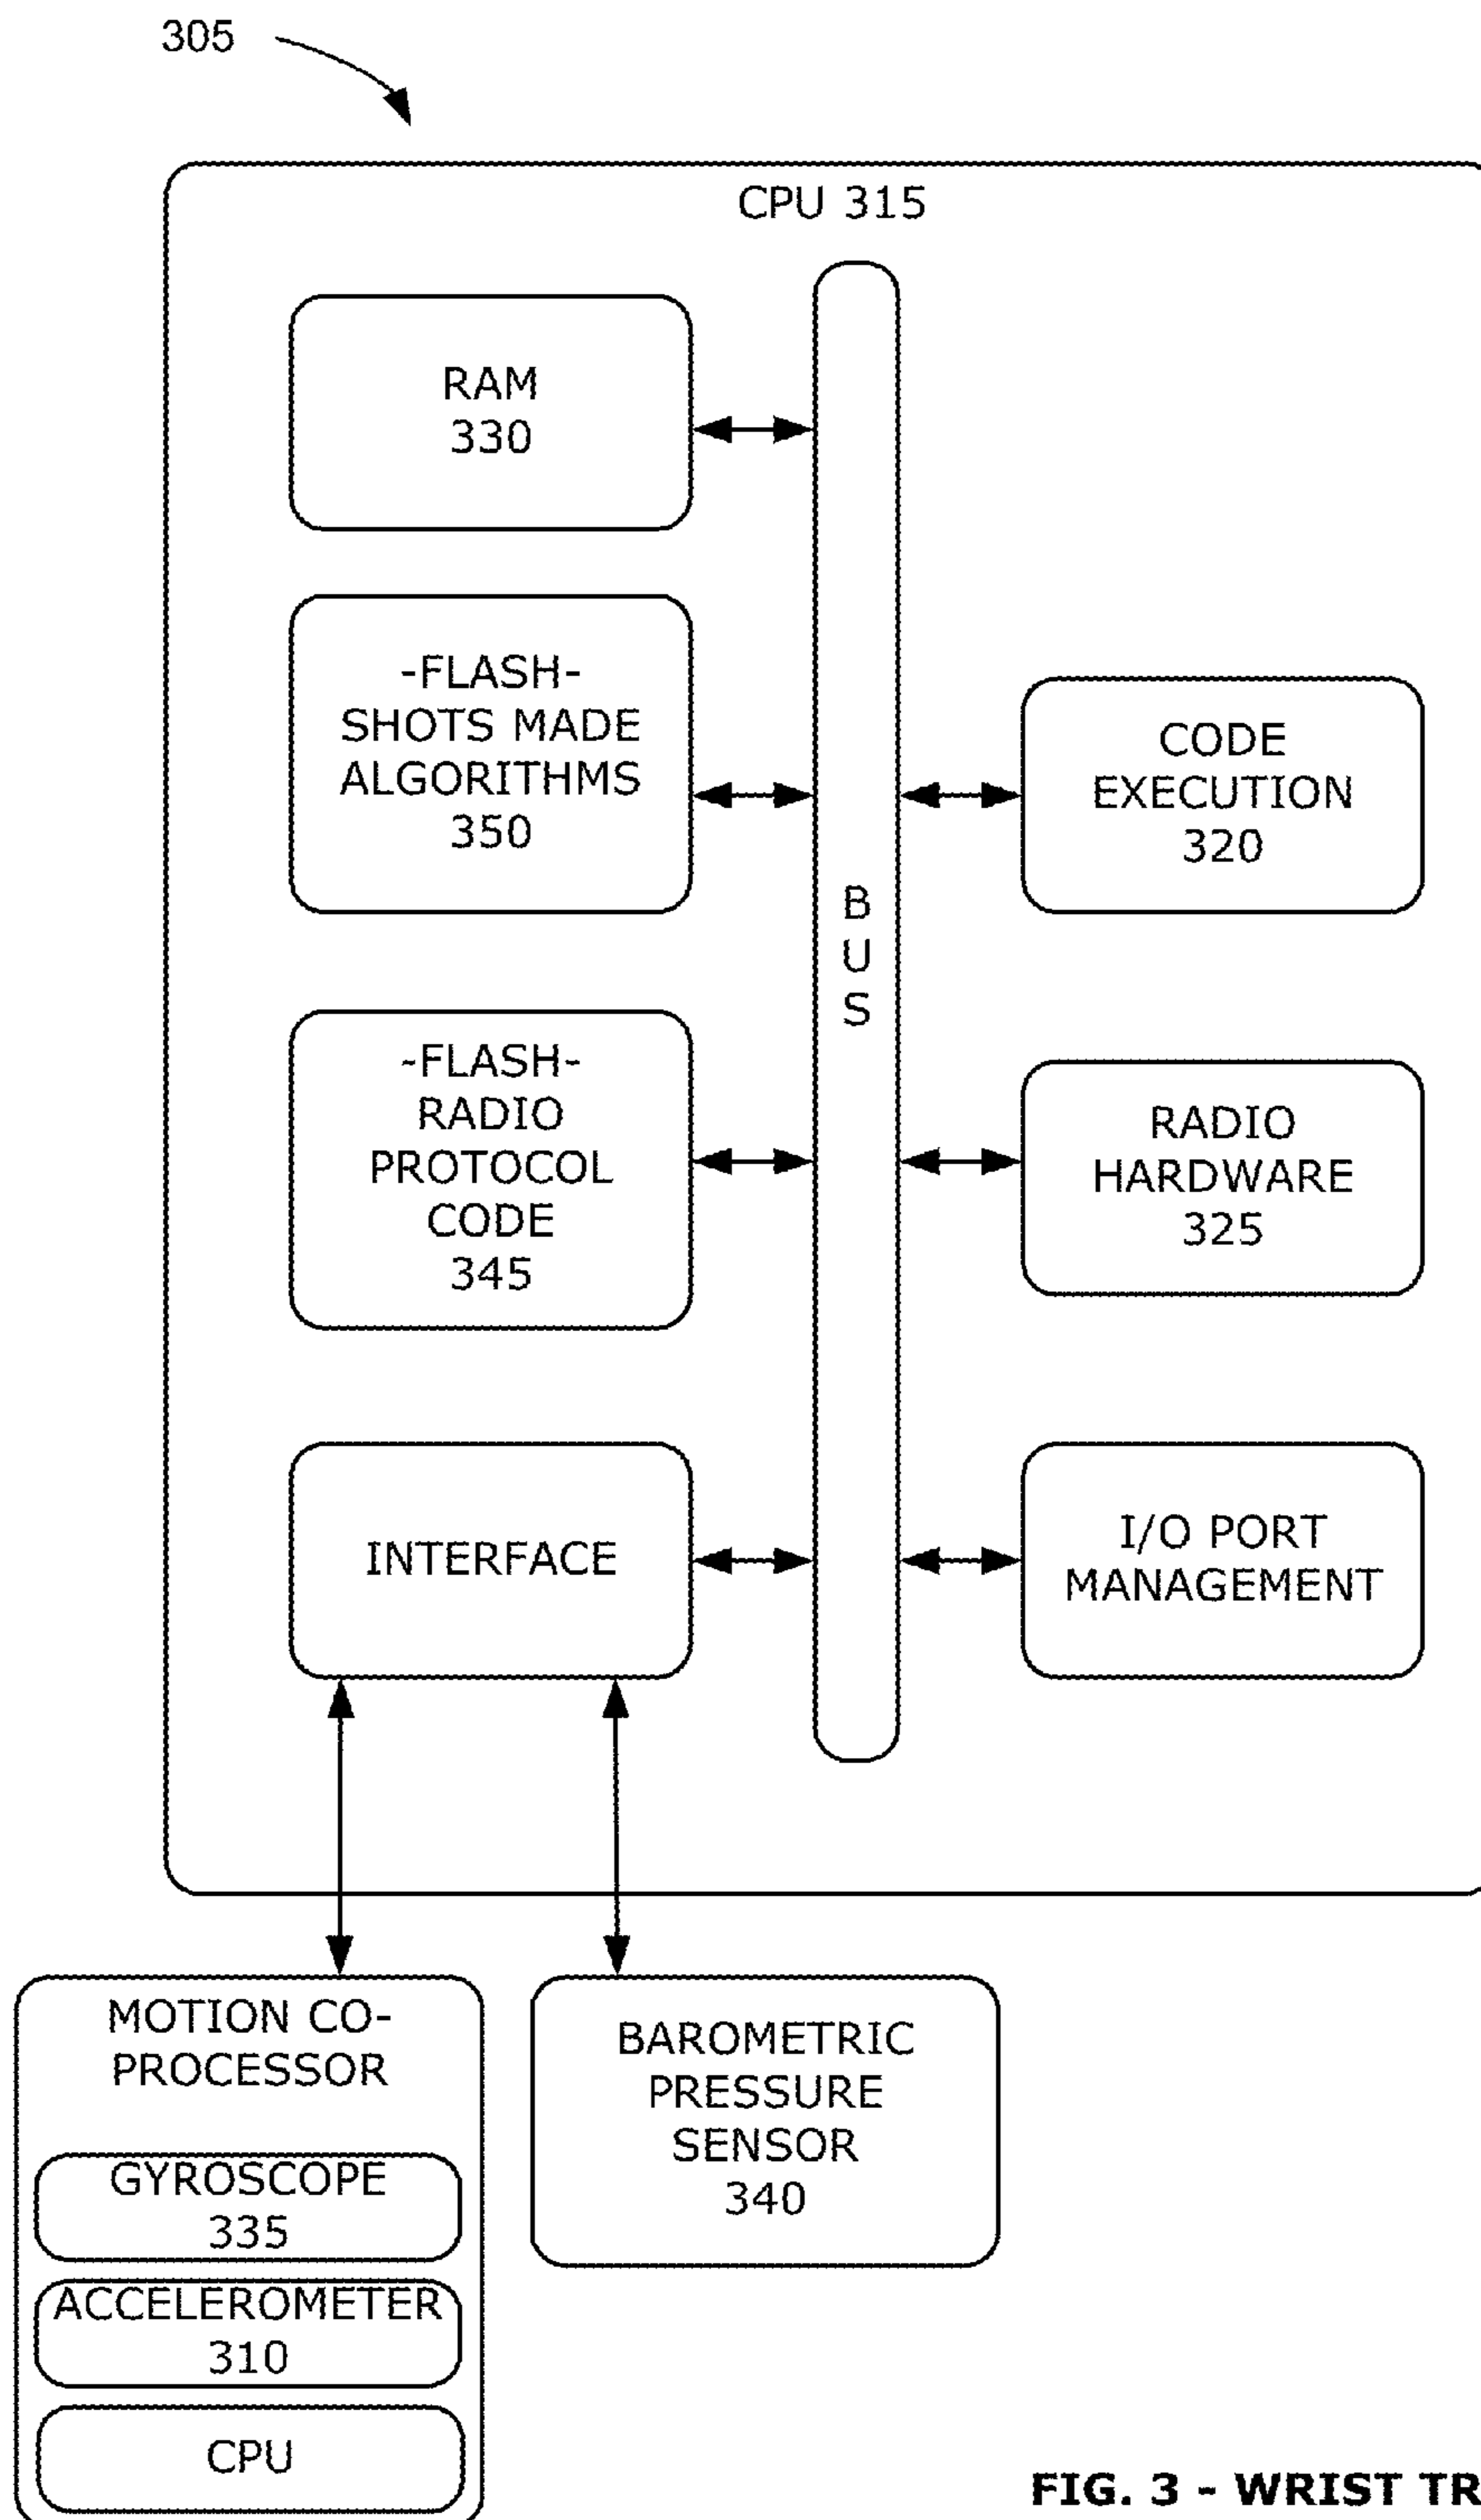 305
CPU 315
RAM
330
-FLASH-
SHOTS MADE
ALGORITHMS
350
CODE
EXECUTION
320
B
U
S
-FLASH-
RADIO
PROTOCOL
CODE
345
RADIO
HARDWARE
325
INTERFACE
I/O PORT
MANAGEMENT
MOTION CO-
PROCESSOR
GYROSCOPE
335
ACCELEROMETER
310
CPU
BAROMETRIC
PRESSURE
SENSOR
340
FIG. 3 - WRIST TR